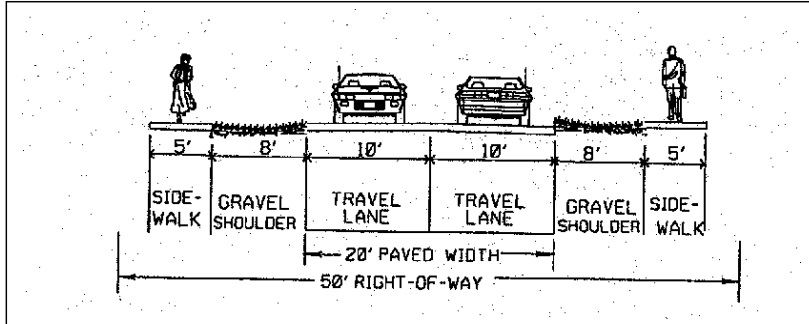 5' 8' 10' 10' 8' 5'
SIDE-
WALK
GRAVEL
SHOULDER
TRAVEL
LANE
TRAVEL
LANE
GRAVEL
SHOULDER
SIDE-
WALK
20' PAVED WIDTH
50' RIGHT-OF-WAY